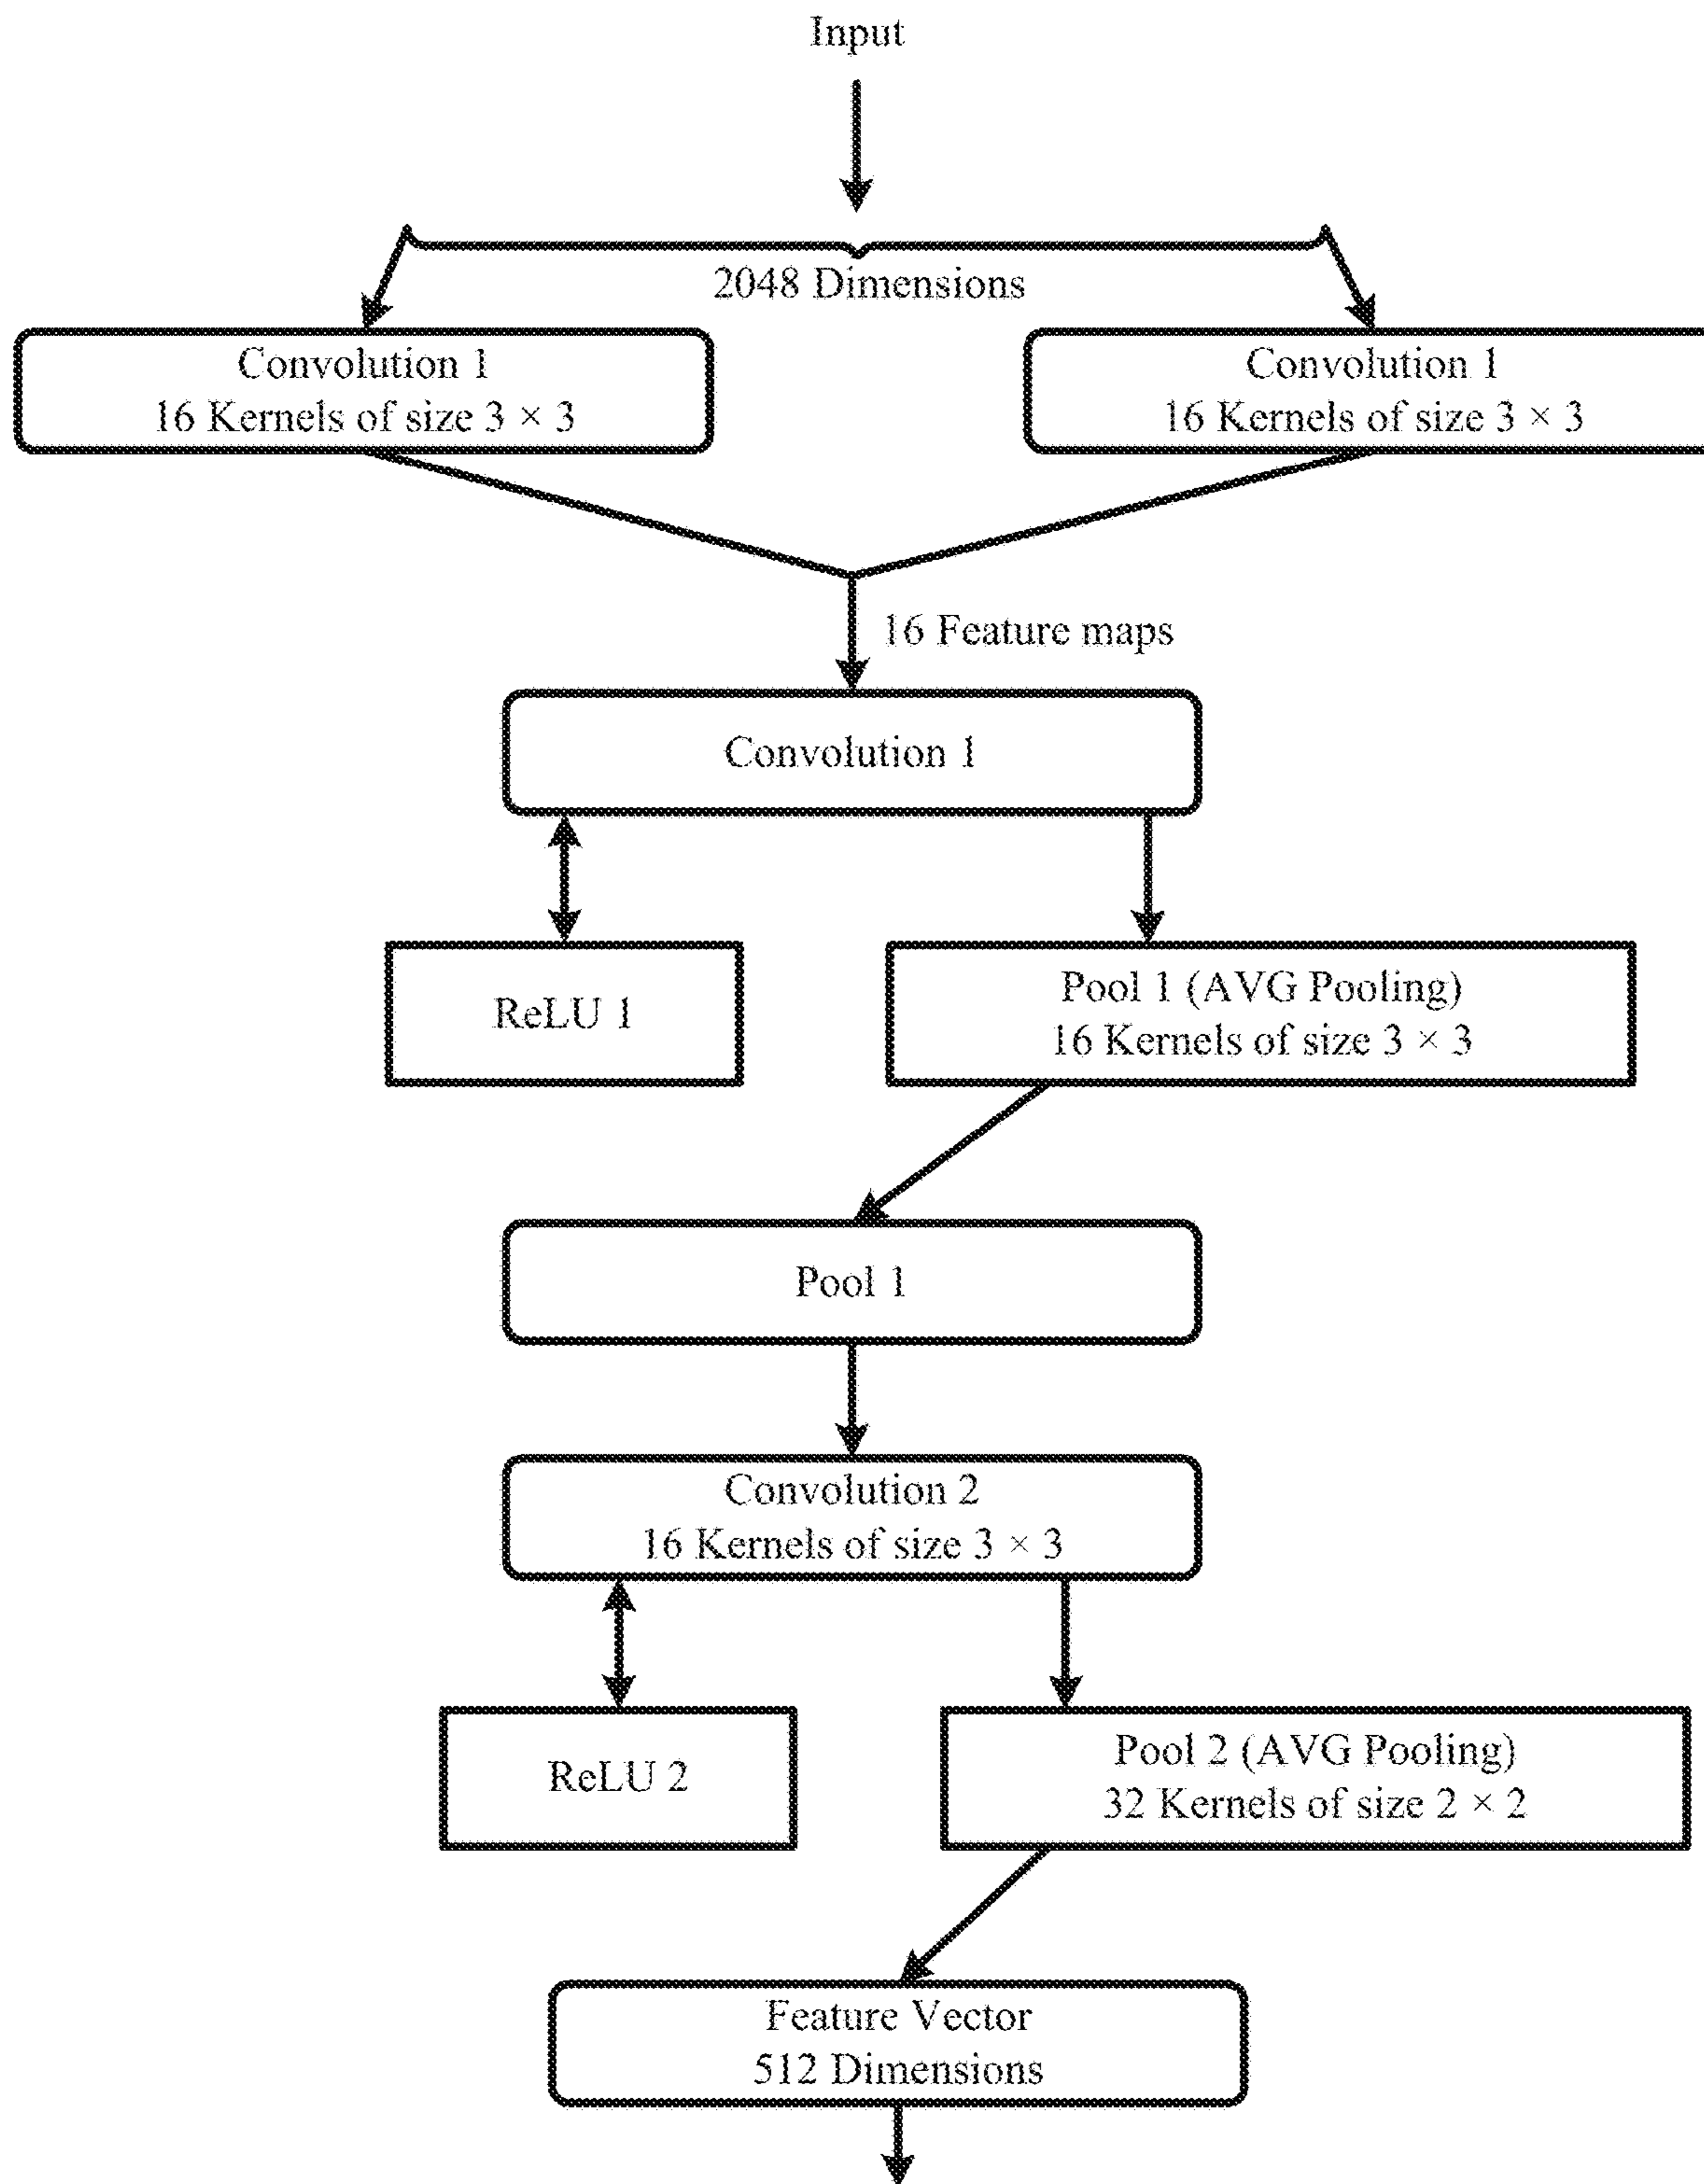 Input
2048 Dimensions
Convolution 1
16 Kernels of size 3 × 3
Convolution 1
16 Kernels of size 3 × 3
16 Feature maps
Convolution 1
ReLU 1
Pool 1 (AVG Pooling)
16 Kernels of size 3 × 3
Pool 1
Convolution 2
16 Kernels of size 3 × 3
ReLU 2
Pool 2 (AVG Pooling)
32 Kernels of size 2 × 2
Feature Vector
512 Dimensions